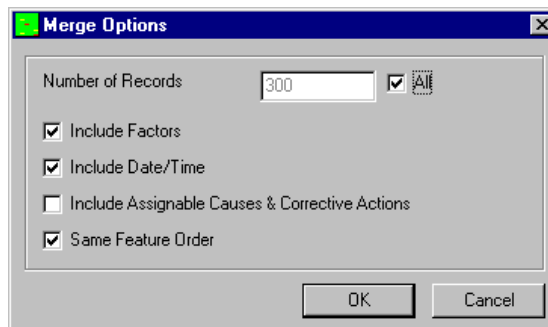 Merge Options
Number of Records 300 All
Include Factors
Include Date/Time
Include Assignable Causes & Corrective Actions
Same Feature Order
OK Cancel